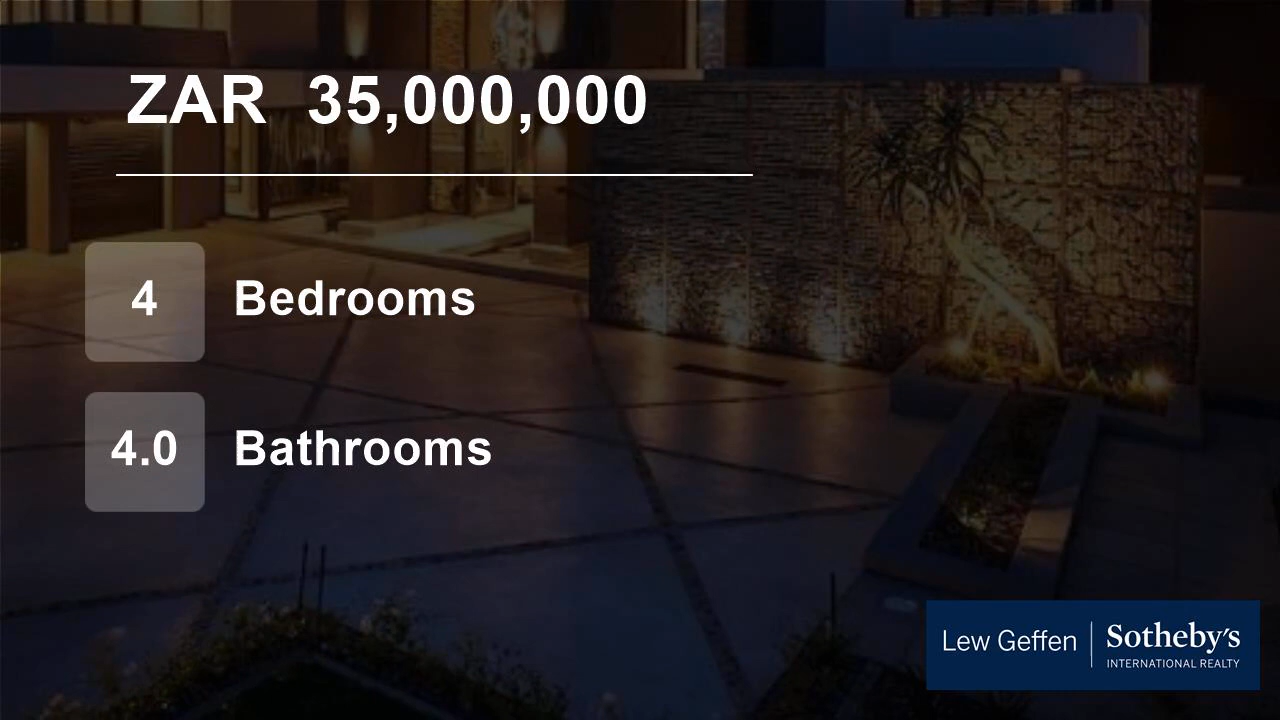 ZAR 35,000,000
4 Bedrooms
4.0 Bathrooms
Lew Geffen
Sotheby's
INTERNATIONAL REALTY